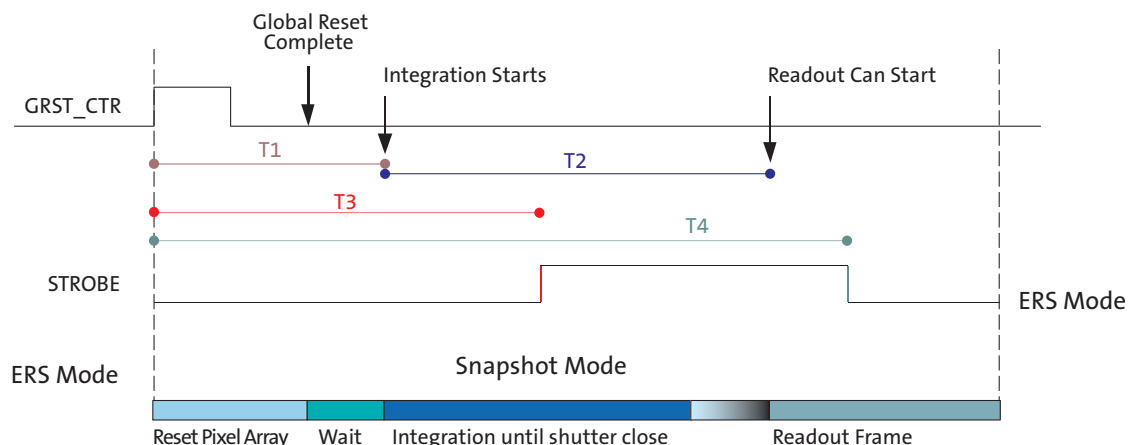 Global Reset
Complete
Integration Starts
Readout Can Start
GRST_CTR
T1
T2
T3
T4
STROBE
ERS Mode
Snapshot Mode
ERS Mode
Reset Pixel Array
Wait
Integration until shutter close
Readout Frame